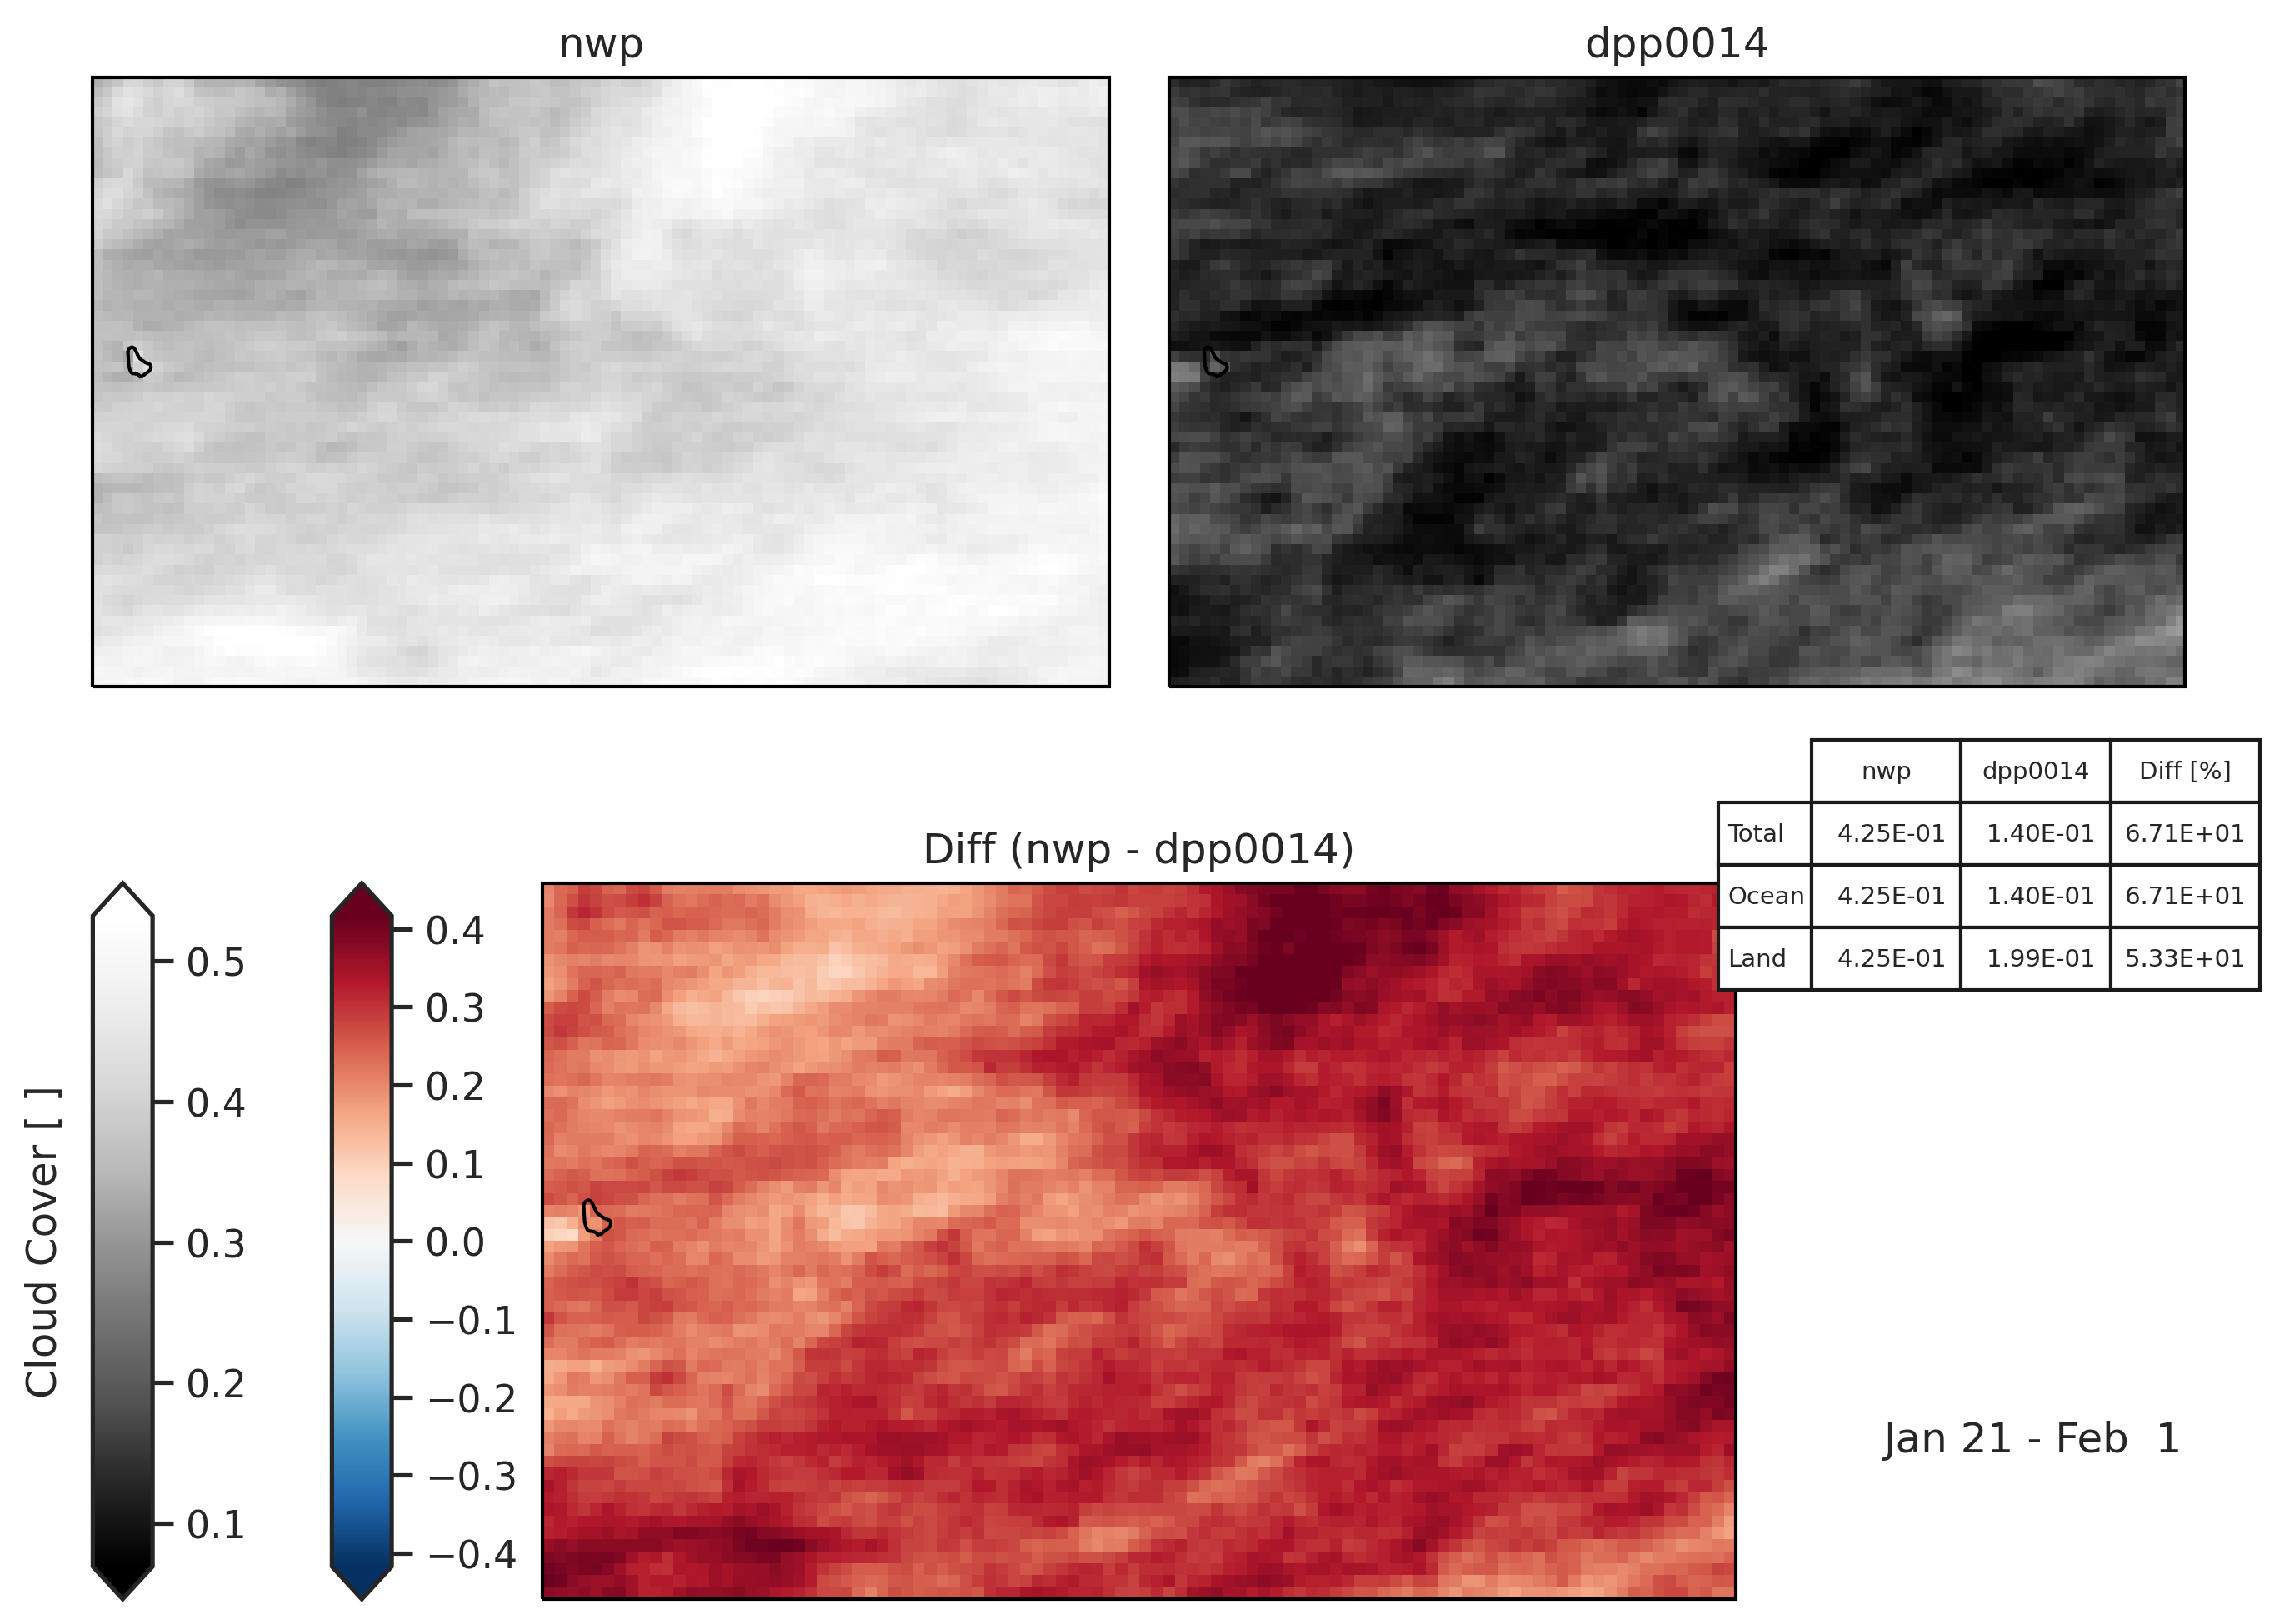 nwp
dpp0014
nwp dpp0014 Diff [%]
Total 4.25E-01 1.40E-01 6.71E+01
Ocean 4.25E-01 1.40E-01 6.71E+01
Land 4.25E-01 1.99E-01 5.33E+01
Diff (nwp - dpp0014)
Cloud Cover [ ]
0.5
0.4
0.3
0.2
0.1
0.4
0.3
0.2
0.1
0.0
−0.1
−0.2
−0.3
−0.4
Jan 21 - Feb  1